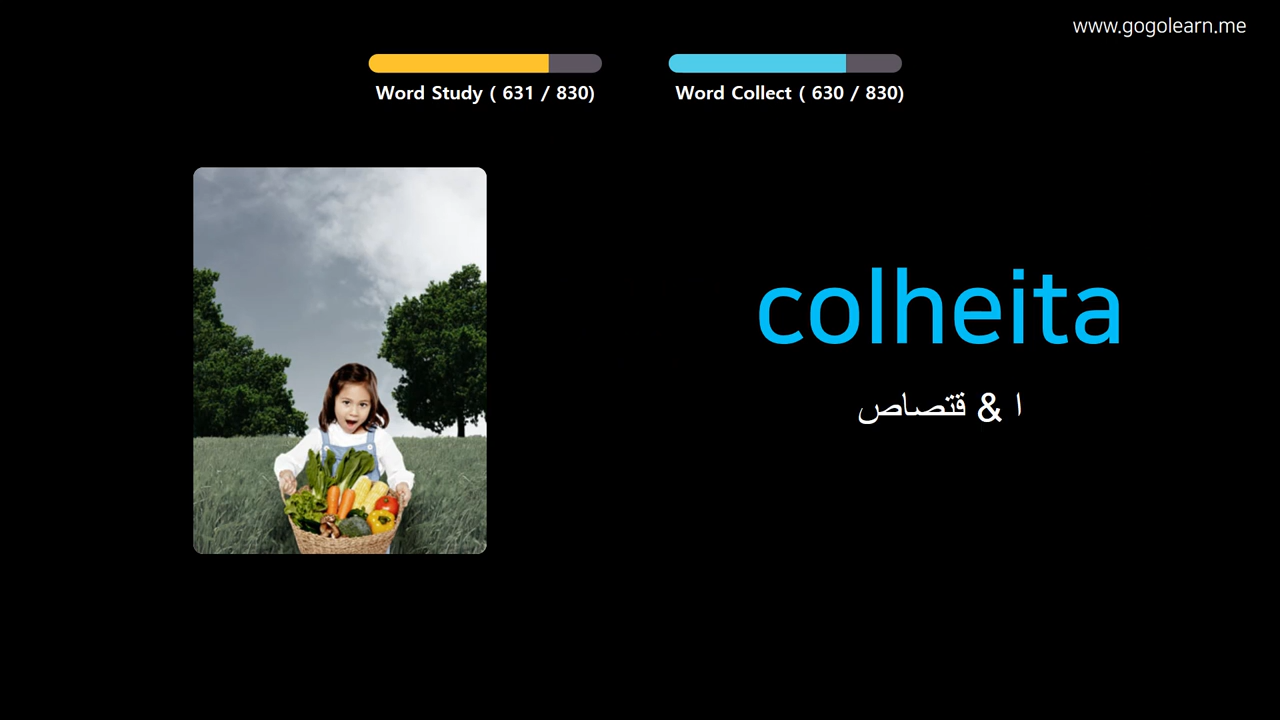 www.gogolearn.me
Word Study ( 631 / 830)
Word Collect ( 630 / 830)
colheita
ا & قتصاص